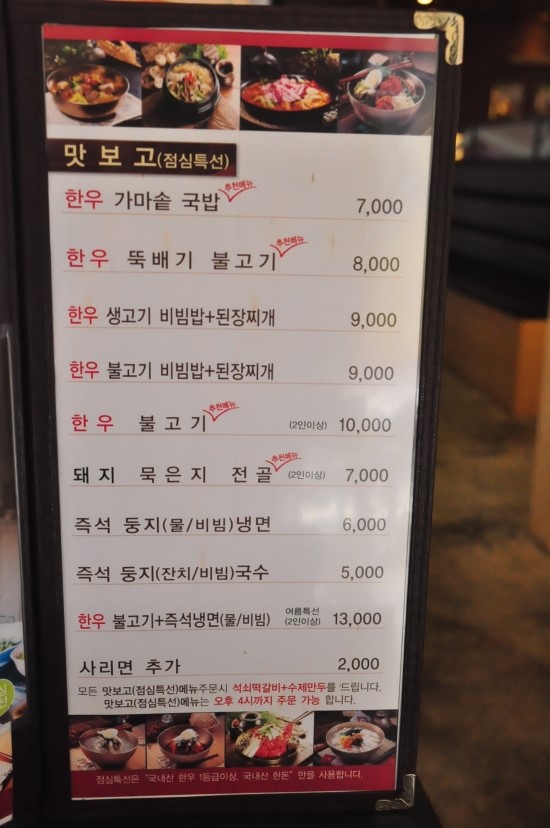 맛보고(점심특선)
한우 가마솥 국밥 추천메뉴 7,000
한우 뚝배기 불고기 추천메뉴 8,000
한우 생고기 비빔밥+된장찌개 9,000
한우 불고기 비빔밥+된장찌개 9,000
한우 불고기 추천메뉴 (2인이상) 10,000
돼지 묵은지 전골 추천메뉴 (2인이상) 7,000
즉석 둥지(물/비빔)냉면 6,000
즉석 둥지(잔치/비빔)국수 5,000
한우 불고기+즉석냉면(물/비빔) 여름특선 (2인이상) 13,000
사리면 추가 2,000
모든 맛보고(점심특선)메뉴주문시 석쇠떡갈비+수제만두를 드립니다.
맛보고(점심특선)메뉴는 오후 4시까지 주문 가능 합니다.
점심특선은 "국내산 한우 1등급이상, 국내산 한돈" 만을 사용합니다.